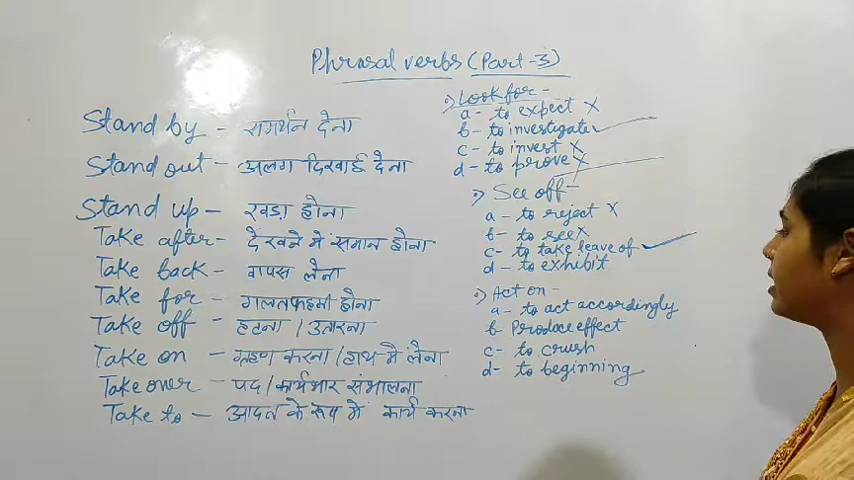 Phrasal verbs (Part-3)
Stand by - समर्थन देना
Stand out - अलग दिखाई देना
Stand up - खडा होना
Take after - देखने में समान होना
Take back - वापस लेना
Take for - गलतफहमी होना
Take off - हटना / उतारना
Take on - ग्रहण करना / हाथ में लेना
Take over - पद / कार्यभार संभालना
Take to - आदत के रूप में कार्य करना
Look for -
a - to expect X
b - to investigate ✓
c - to invest X
d - to prove X
See off -
a - to reject X
b - to see X
c - to take leave of ✓
d - to exhibit
Act on -
a - to act accordingly
b Produce effect
c - to crush
d - to beginning